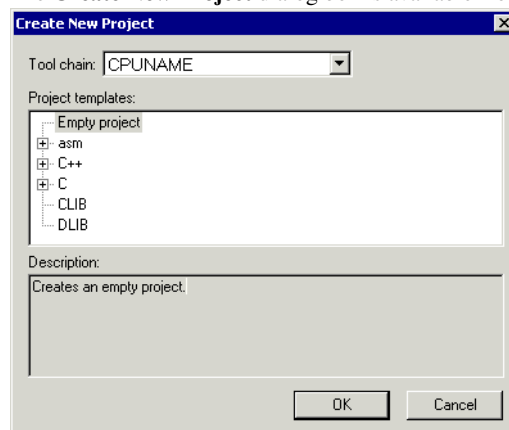 Create New Project
Tool chain: CPUNAME
Project templates:
Empty project
asm
C++
C
CLIB
DLIB
Description:
Creates an empty project.
OK Cancel